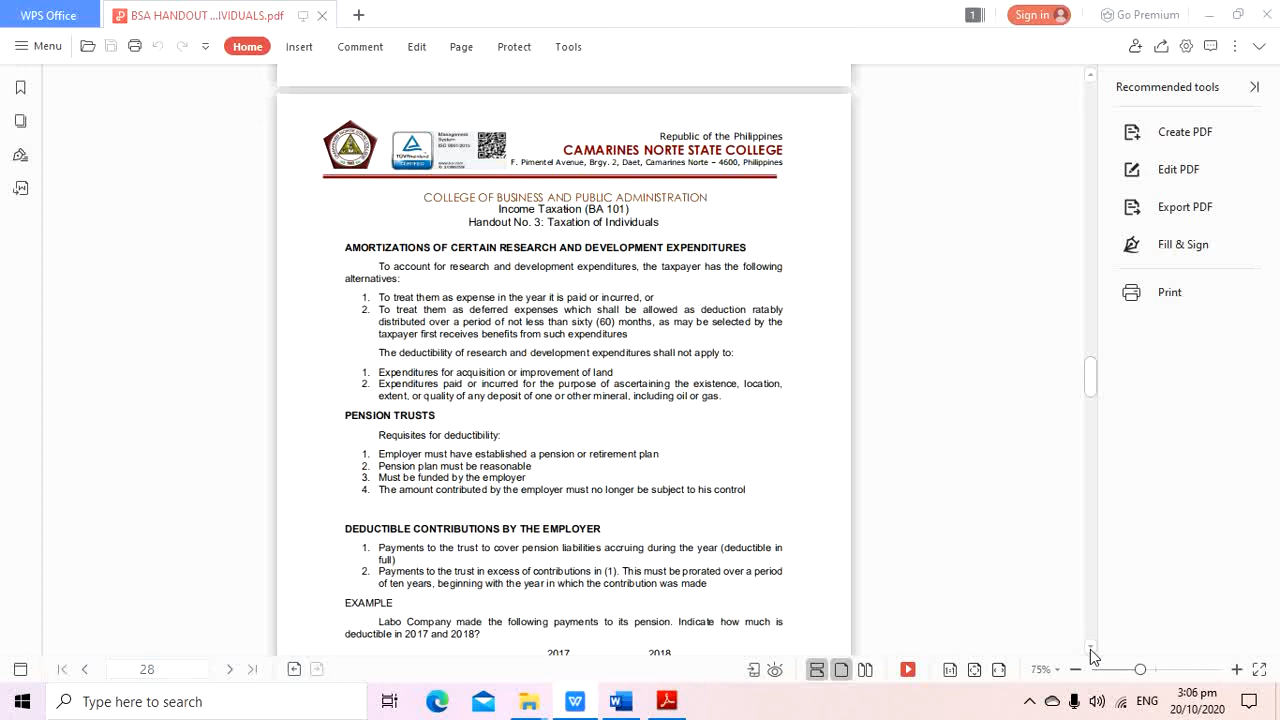 WPS Office
BSA HANDOUT ...IVIDUALS.pdf
1
Sign in
Go Premium
Menu
Home
Insert
Comment
Edit
Page
Protect
Tools
Recommended tools
Create PDF
Edit PDF
Export PDF
Fill & Sign
Print
Republic of the Philippines
CAMARINES NORTE STATE COLLEGE
F. Pimentel Avenue, Brgy. 2, Daet, Camarines Norte – 4600, Philippines
Management
System
ISO 9001:2015
COLLEGE OF BUSINESS AND PUBLIC ADMINISTRATION
Income Taxation (BA 101)
Handout No. 3: Taxation of Individuals
AMORTIZATIONS OF CERTAIN RESEARCH AND DEVELOPMENT EXPENDITURES
To account for research and development expenditures, the taxpayer has the following
alternatives:
1. To treat them as expense in the year it is paid or incurred, or
2. To treat them as deferred expenses which shall be allowed as deduction ratably
distributed over a period of not less than sixty (60) months, as may be selected by the
taxpayer first receives benefits from such expenditures
The deductibility of research and development expenditures shall not apply to:
1. Expenditures for acquisition or improvement of land
2. Expenditures paid or incurred for the purpose of ascertaining the existence, location,
extent, or quality of any deposit of one or other mineral, including oil or gas.
PENSION TRUSTS
Requisites for deductibility:
1. Employer must have established a pension or retirement plan
2. Pension plan must be reasonable
3. Must be funded by the employer
4. The amount contributed by the employer must no longer be subject to his control
DEDUCTIBLE CONTRIBUTIONS BY THE EMPLOYER
1. Payments to the trust to cover pension liabilities accruing during the year (deductible in
full)
2. Payments to the trust in excess of contributions in (1). This must be prorated over a period
of ten years, beginning with the year in which the contribution was made
EXAMPLE
Labo Company made the following payments to its pension. Indicate how much is
deductible in 2017 and 2018?
2017 2018
28
75%
Type here to search
ENG
3:06 pm
20/10/2020